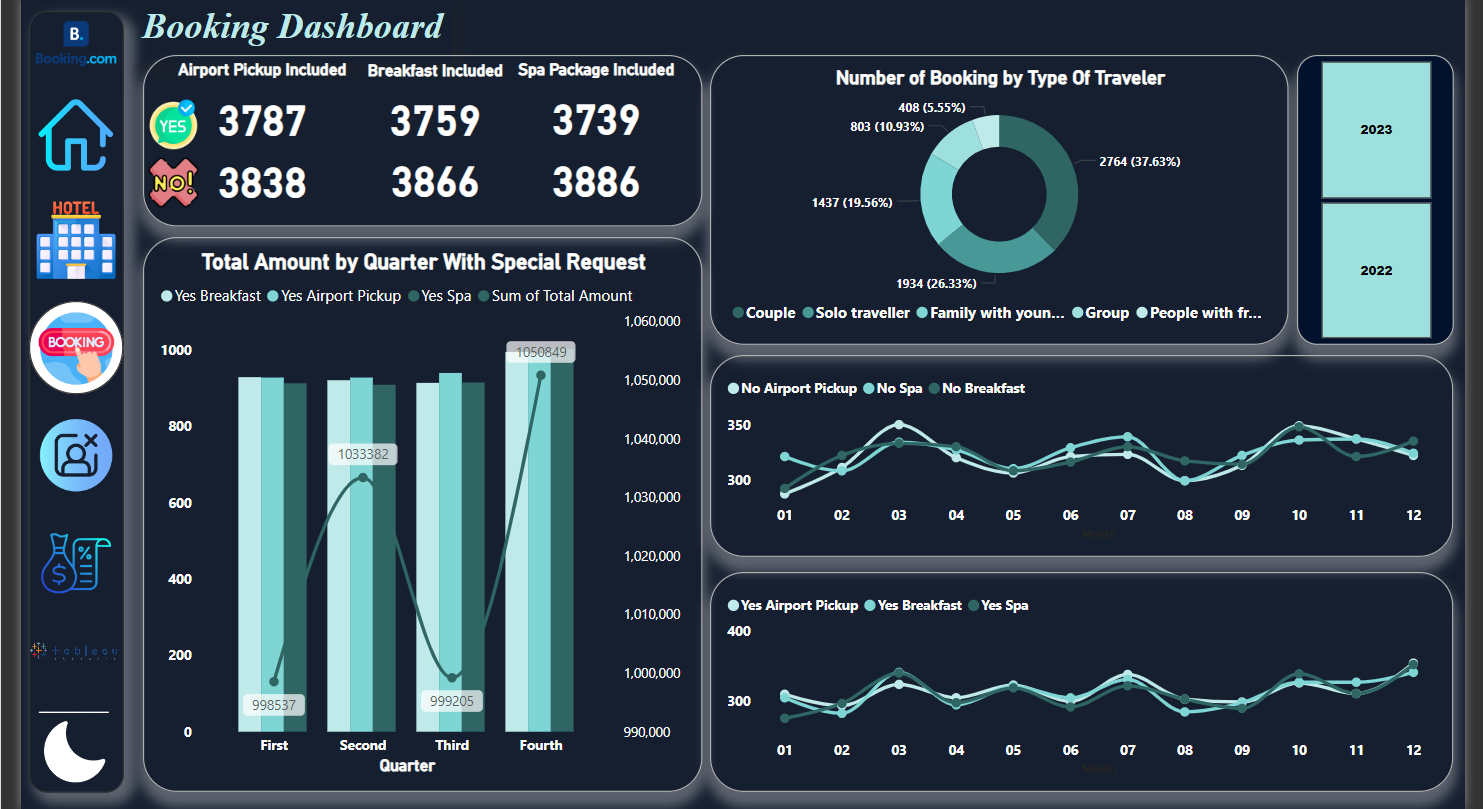 B.
Booking.com
HOTEL
BOOKING
tableau
Booking Dashboard
Airport Pickup Included Breakfast Included Spa Package Included
YES 3787 3759 3739
NO! 3838 3866 3886
Total Amount by Quarter With Special Request
Yes Breakfast Yes Airport Pickup Yes Spa Sum of Total Amount
1,060,000
1000
1050849
1,050,000
800
1,040,000
1033382
600
1,030,000
1,020,000
400
1,010,000
200
1,000,000
998537
999205
0
990,000
First Second Third Fourth
Quarter
Number of Booking by Type Of Traveler
408 (5.55%)
803 (10.93%)
2764 (37.63%)
1437 (19.56%)
1934 (26.33%)
Couple Solo traveller Family with youn... Group People with fr...
2023
2022
No Airport Pickup No Spa No Breakfast
350
300
01 02 03 04 05 06 07 08 09 10 11 12
Month
Yes Airport Pickup Yes Breakfast Yes Spa
400
300
01 02 03 04 05 06 07 08 09 10 11 12
Month